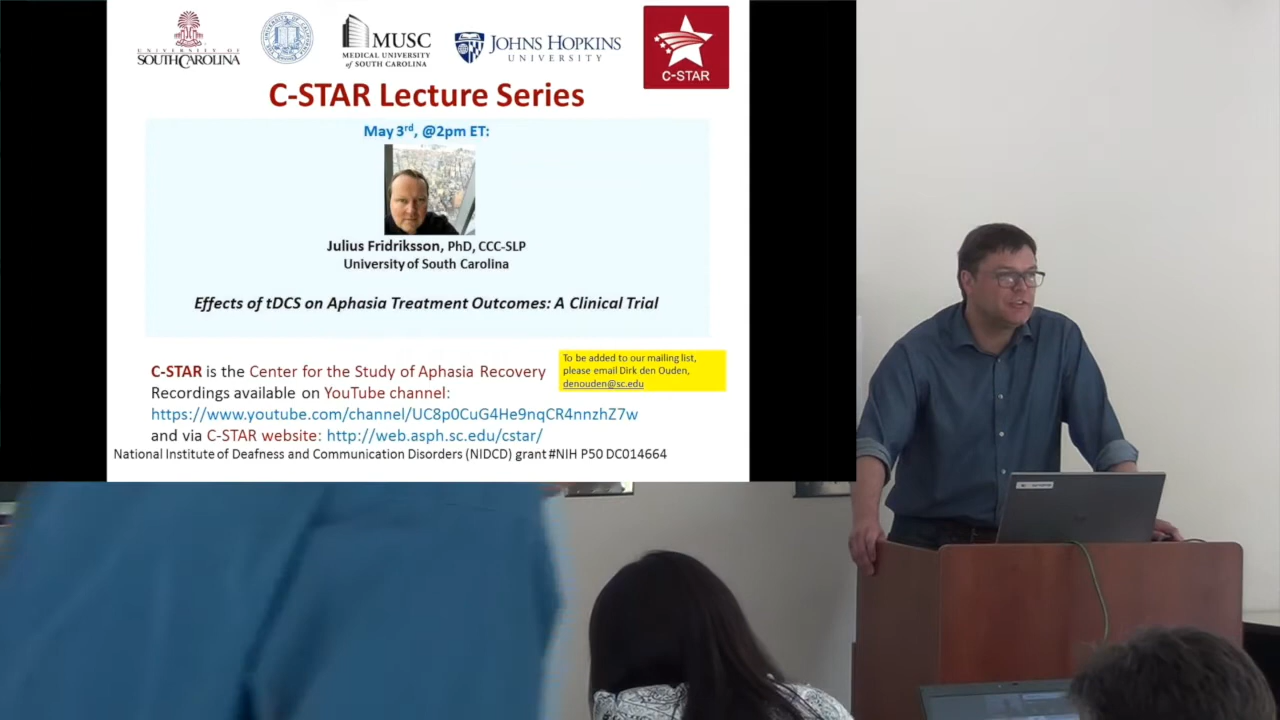 UNIVERSITY OF
SOUTH CAROLINA
MUSC
MEDICAL UNIVERSITY
of SOUTH CAROLINA
JOHNS HOPKINS
UNIVERSITY
C-STAR
C-STAR Lecture Series
May 3rd, @2pm ET:
Julius Fridriksson, PhD, CCC-SLP
University of South Carolina
Effects of tDCS on Aphasia Treatment Outcomes: A Clinical Trial
To be added to our mailing list,
please email Dirk den Ouden,
denouden@sc.edu
C-STAR is the Center for the Study of Aphasia Recovery
Recordings available on YouTube channel:
https://www.youtube.com/channel/UC8p0CuG4He9nqCR4nnzhZ7w
and via C-STAR website: http://web.asph.sc.edu/cstar/
National Institute of Deafness and Communication Disorders (NIDCD) grant #NIH P50 DC014664